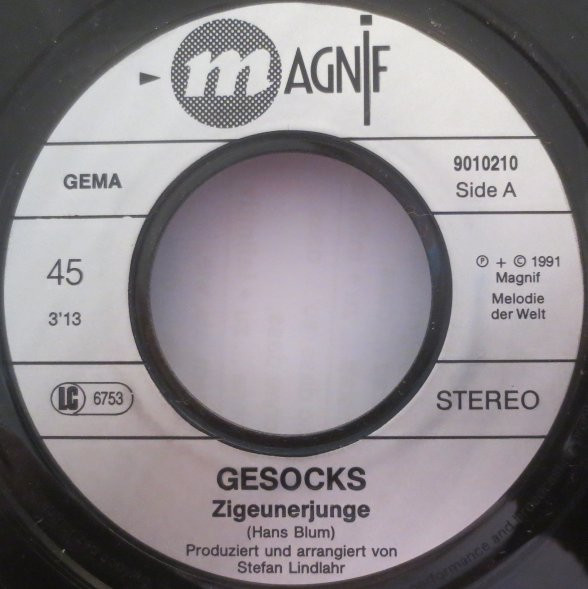 mAGNiF
GEMA
9010210
Side A
45
3'13
℗ + © 1991
Magnif
Melodie
der Welt
LC 6753
STEREO
GESOCKS
Zigeunerjunge
(Hans Blum)
Produziert und arrangiert von
Stefan Lindlahr